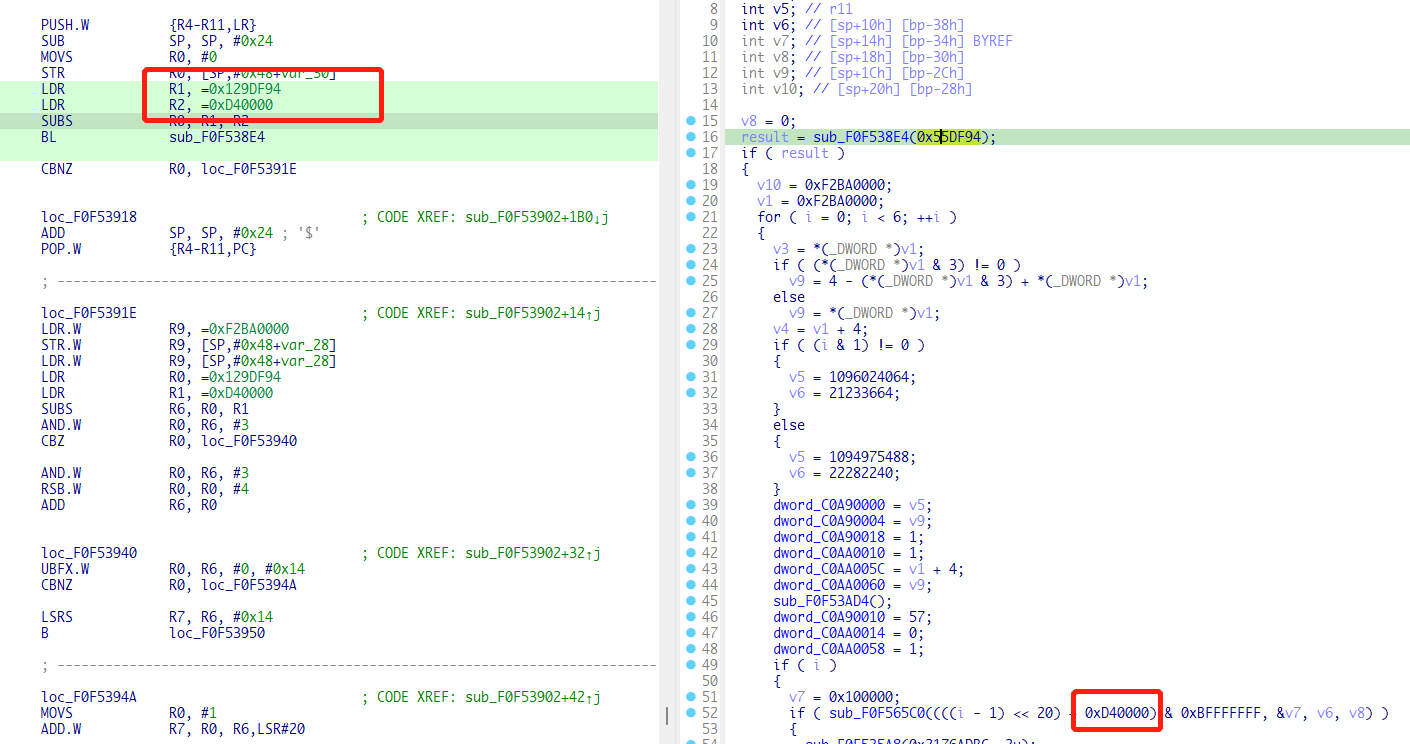 PUSH.W {R4-R11,LR}
SUB SP, SP, #0x24
MOVS R0, #0
STR R0, [SP,#0x48+var_30]
LDR R1, =0x129DF94
LDR R2, =0xD40000
SUBS R0, R1, R2
BL sub_F0F538E4
CBNZ R0, loc_F0F5391E
loc_F0F53918 ; CODE XREF: sub_F0F53902+1B0↓j
ADD SP, SP, #0x24 ; '$'
POP.W {R4-R11,PC}
; ---------------------------------------------------------------------------
loc_F0F5391E ; CODE XREF: sub_F0F53902+14↑j
LDR.W R9, =0xF2BA0000
STR.W R9, [SP,#0x48+var_28]
LDR.W R9, [SP,#0x48+var_28]
LDR R0, =0x129DF94
LDR R1, =0xD40000
SUBS R6, R0, R1
AND.W R0, R6, #3
CBZ R0, loc_F0F53940
AND.W R0, R6, #3
RSB.W R0, R0, #4
ADD R6, R0
loc_F0F53940 ; CODE XREF: sub_F0F53902+32↑j
UBFX.W R0, R6, #0, #0x14
CBNZ R0, loc_F0F5394A
LSRS R7, R6, #0x14
B loc_F0F53950
; ---------------------------------------------------------------------------
loc_F0F5394A ; CODE XREF: sub_F0F53902+42↑j
MOVS R0, #1
ADD.W R7, R0, R6,LSR#20
8 int v5; // r11
9 int v6; // [sp+10h] [bp-38h]
10 int v7; // [sp+14h] [bp-34h] BYREF
11 int v8; // [sp+18h] [bp-30h]
12 int v9; // [sp+1Ch] [bp-2Ch]
13 int v10; // [sp+20h] [bp-28h]
14
15 v8 = 0;
16 result = sub_F0F538E4(0x55DF94);
17 if ( result )
18 {
19 v10 = 0xF2BA0000;
20 v1 = 0xF2BA0000;
21 for ( i = 0; i < 6; ++i )
22 {
23 v3 = *(_DWORD *)v1;
24 if ( (*(_DWORD *)v1 & 3) != 0 )
25 v9 = 4 - (*(_DWORD *)v1 & 3) + *(_DWORD *)v1;
26 else
27 v9 = *(_DWORD *)v1;
28 v4 = v1 + 4;
29 if ( (i & 1) != 0 )
30 {
31 v5 = 1096024064;
32 v6 = 21233664;
33 }
34 else
35 {
36 v5 = 1094975488;
37 v6 = 22282240;
38 }
39 dword_C0A90000 = v5;
40 dword_C0A90004 = v9;
41 dword_C0A90018 = 1;
42 dword_C0AA0010 = 1;
43 dword_C0AA005C = v1 + 4;
44 dword_C0AA0060 = v9;
45 sub_F0F53AD4();
46 dword_C0A90010 = 57;
47 dword_C0AA0014 = 0;
48 dword_C0AA0058 = 1;
49 if ( i )
50 {
51 v7 = 0x100000;
52 if ( sub_F0F565C0((((i - 1) << 20) 0xD40000) & 0xBFFFFFFF, &v7, v6, v8) )
53 {